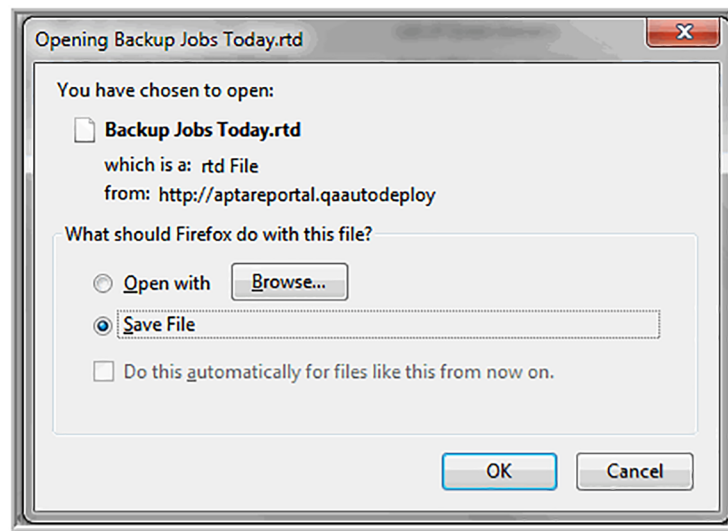 Opening Backup Jobs Today.rtd
You have chosen to open:
Backup Jobs Today.rtd
which is a: rtd File
from: http://aptareportal.qaautodeploy
What should Firefox do with this file?
Open with Browse...
Save File
Do this automatically for files like this from now on.
OK Cancel